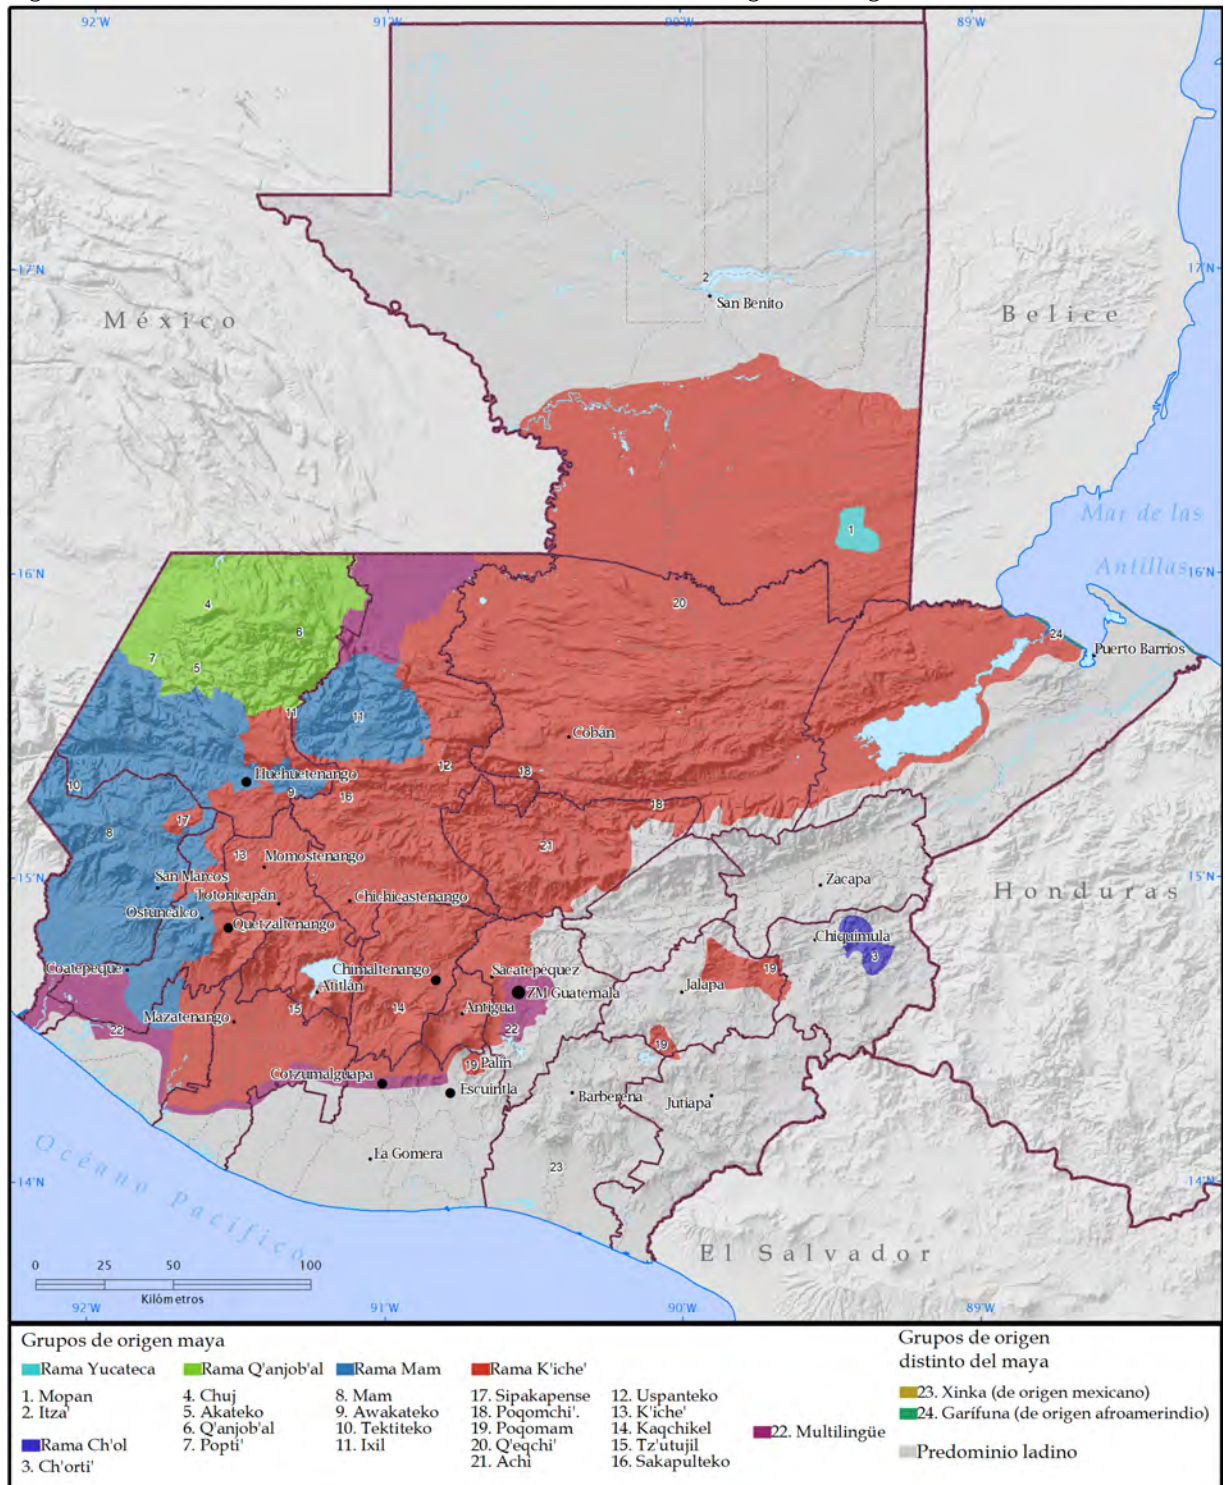 92°W 91°W 90°W 89°W
17°N 17°N
2
San Benito
México
Belice
1
Mar de las
Antillas
16°N 16°N
4
20
6
24
7
5
Puerto Barrios
11
11
Cobán
12
18
10
Huehuetenango
9
16
18
8
17
21
13
Momostenango
15°N 15°N
San Marcos
Zacapa
Totonicapán
Chichicastenango
Honduras
Ostuncalco
Quetzaltenango
Chiquimula
3
Coatepeque
Chimaltenango
Sacatepéquez
19
Atitlán
ZM Guatemala
Jalapa
15
14
Antigua
Mazatenango
22
22
19
19
Palín
Cotzumalguapa
Escuintla
Barberena
Jutiapa
La Gomera
23
14°N 14°N
Océano Pacífico
El Salvador
0 25 50 100
Kilómetros
92°W 91°W 90°W 89°W
Grupos de origen maya
Rama Yucateca
1. Mopan
2. Itza'
Rama Ch'ol
3. Ch'orti'
Rama Q'anjob'al
4. Chuj
5. Akateko
6. Q'anjob'al
7. Popti'
Rama Mam
8. Mam
9. Awakateko
10. Tektiteko
11. Ixil
Rama K'iche'
17. Sipakapense
18. Poqomchi'.
19. Poqomam
20. Q'eqchi'
21. Achi
12. Uspanteko
13. K'iche'
14. Kaqchikel
15. Tz'utujil
16. Sakapulteko
22. Multilingüe
Grupos de origen
distinto del maya
23. Xinka (de origen mexicano)
24. Garífuna (de origen afroamerindio)
Predominio ladino